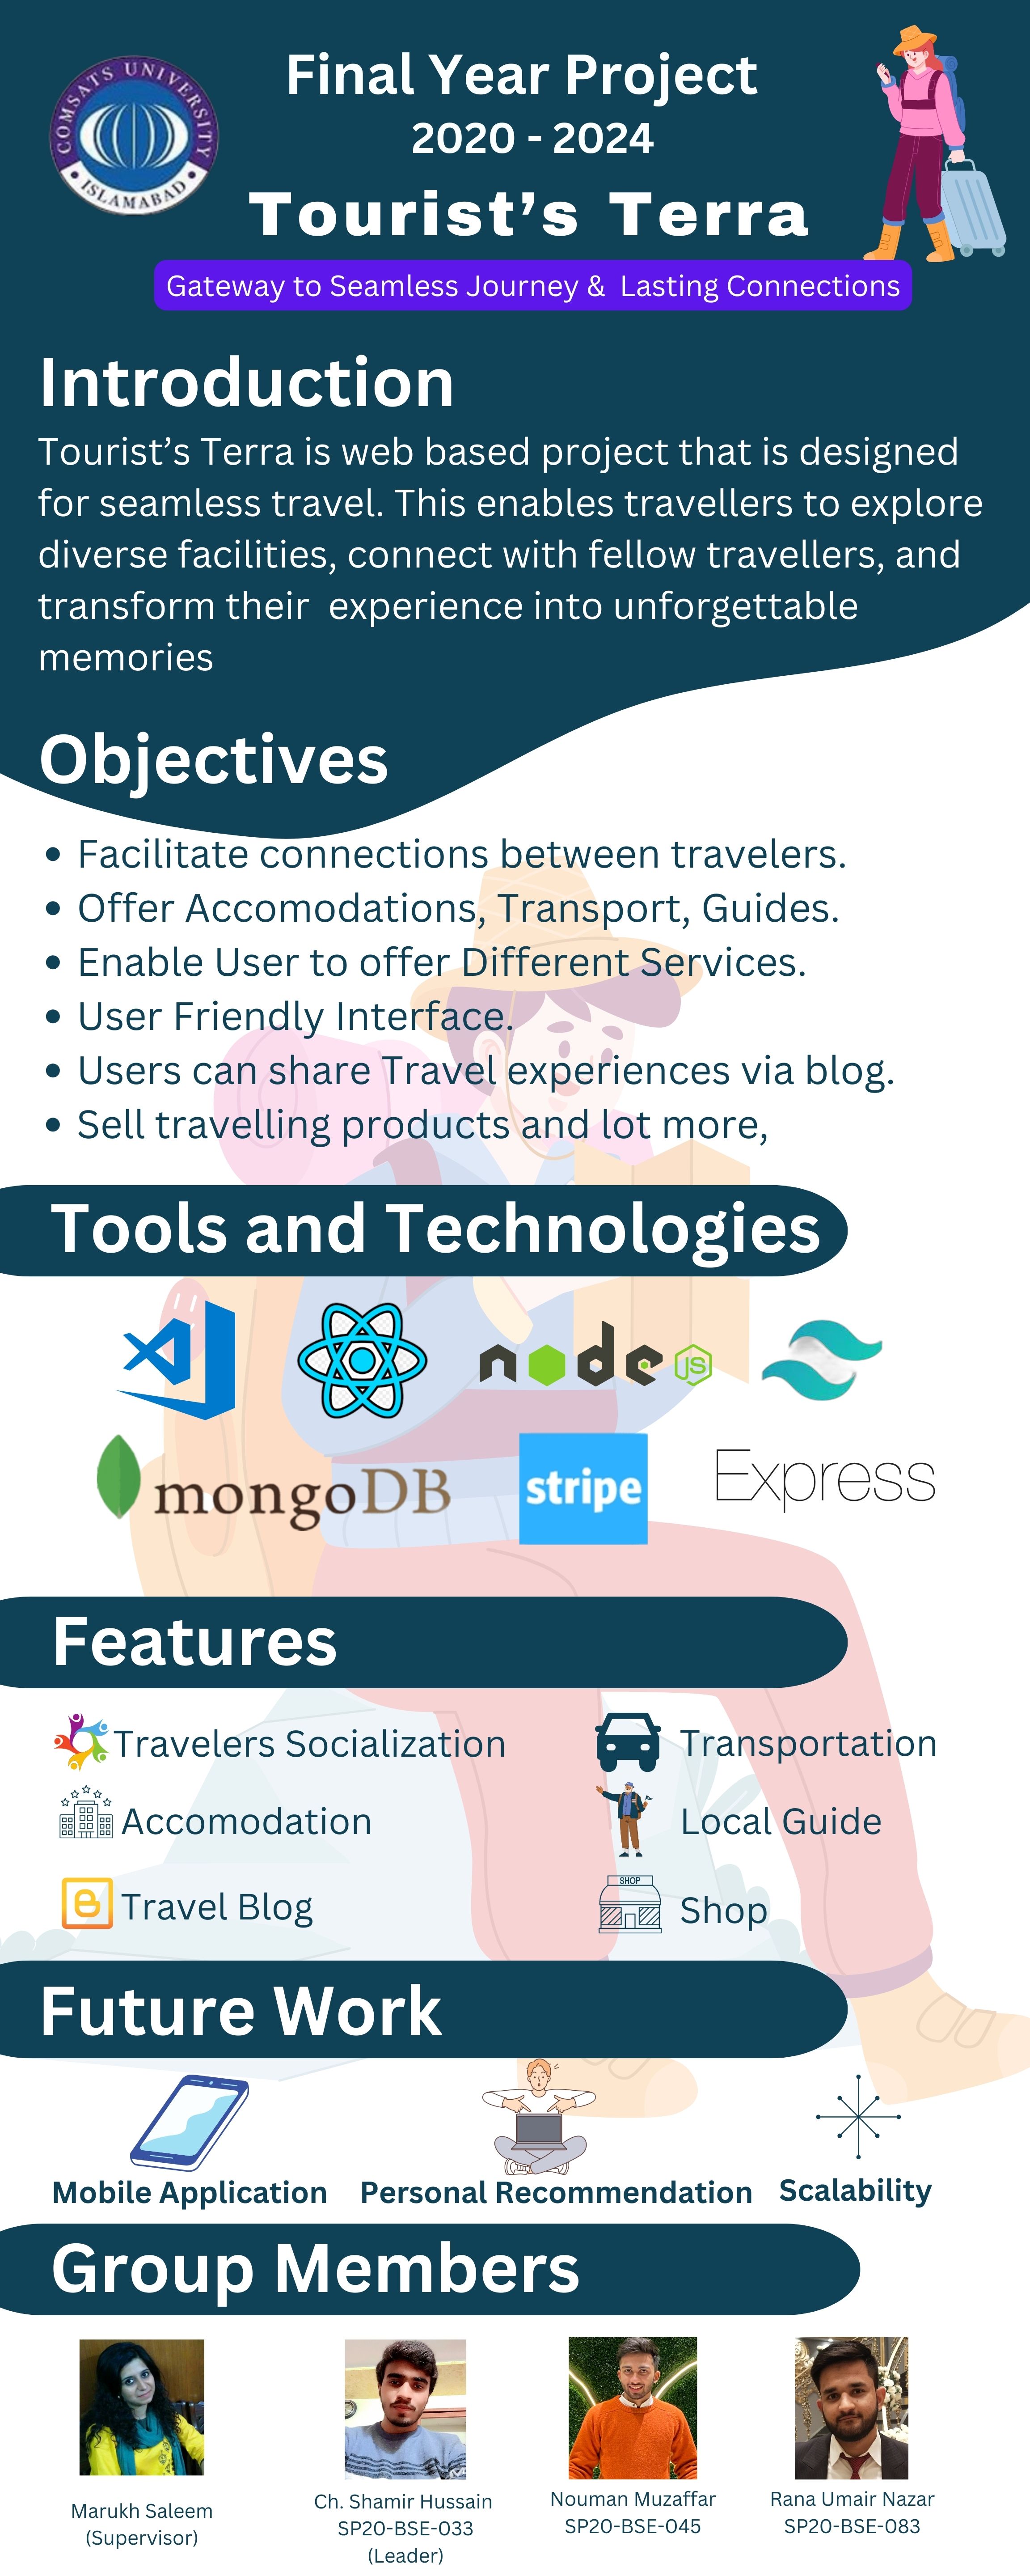 COMSATS UNIVERSITY
ISLAMABAD
Final Year Project
2020 - 2024
Tourist's Terra
Gateway to Seamless Journey & Lasting Connections
Introduction
Tourist's Terra is web based project that is designed
for seamless travel. This enables travellers to explore
diverse facilities, connect with fellow travellers, and
transform their experience into unforgettable
memories
Objectives
• Facilitate connections between travelers.
• Offer Accomodations, Transport, Guides.
• Enable User to offer Different Services.
• User Friendly Interface.
• Users can share Travel experiences via blog.
• Sell travelling products and lot more,
Tools and Technologies
node JS
mongoDB
stripe
Express
Features
Travelers Socialization
Transportation
Accomodation
Local Guide
Travel Blog
SHOP
Shop
Future Work
Mobile Application
Personal Recommendation
Scalability
Group Members
Marukh Saleem
(Supervisor)
Ch. Shamir Hussain
SP20-BSE-033
(Leader)
Nouman Muzaffar
SP20-BSE-045
Rana Umair Nazar
SP20-BSE-083